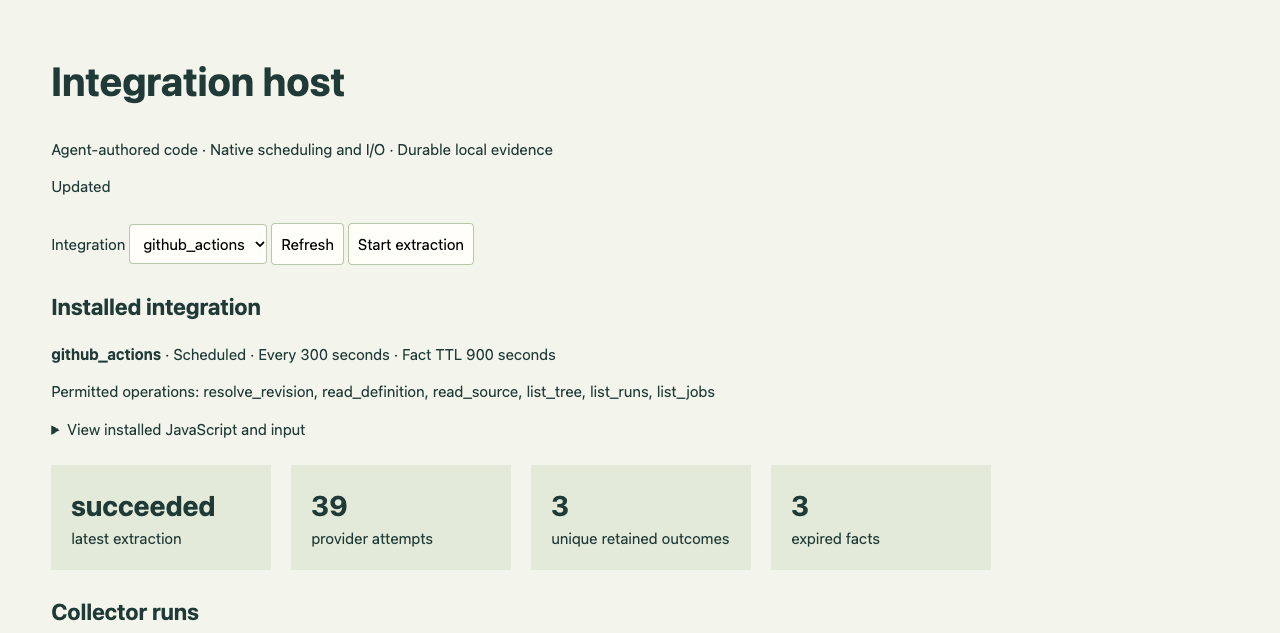 Integration host
Agent-authored code · Native scheduling and I/O · Durable local evidence
Updated
Integration github_actions Refresh Start extraction
Installed integration
github_actions · Scheduled · Every 300 seconds · Fact TTL 900 seconds
Permitted operations: resolve_revision, read_definition, read_source, list_tree, list_runs, list_jobs
View installed JavaScript and input
succeeded 39 3 3
latest extraction provider attempts unique retained outcomes expired facts
Collector runs